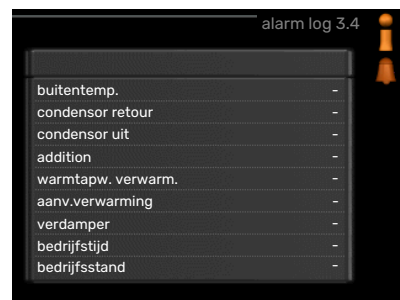 alarm log 3.4
buitentemp. -
condensor retour -
condensor uit -
addition -
warmtapw. verwarm. -
aanv.verwarming -
verdamper -
bedrijfstijd -
bedrijfsstand -